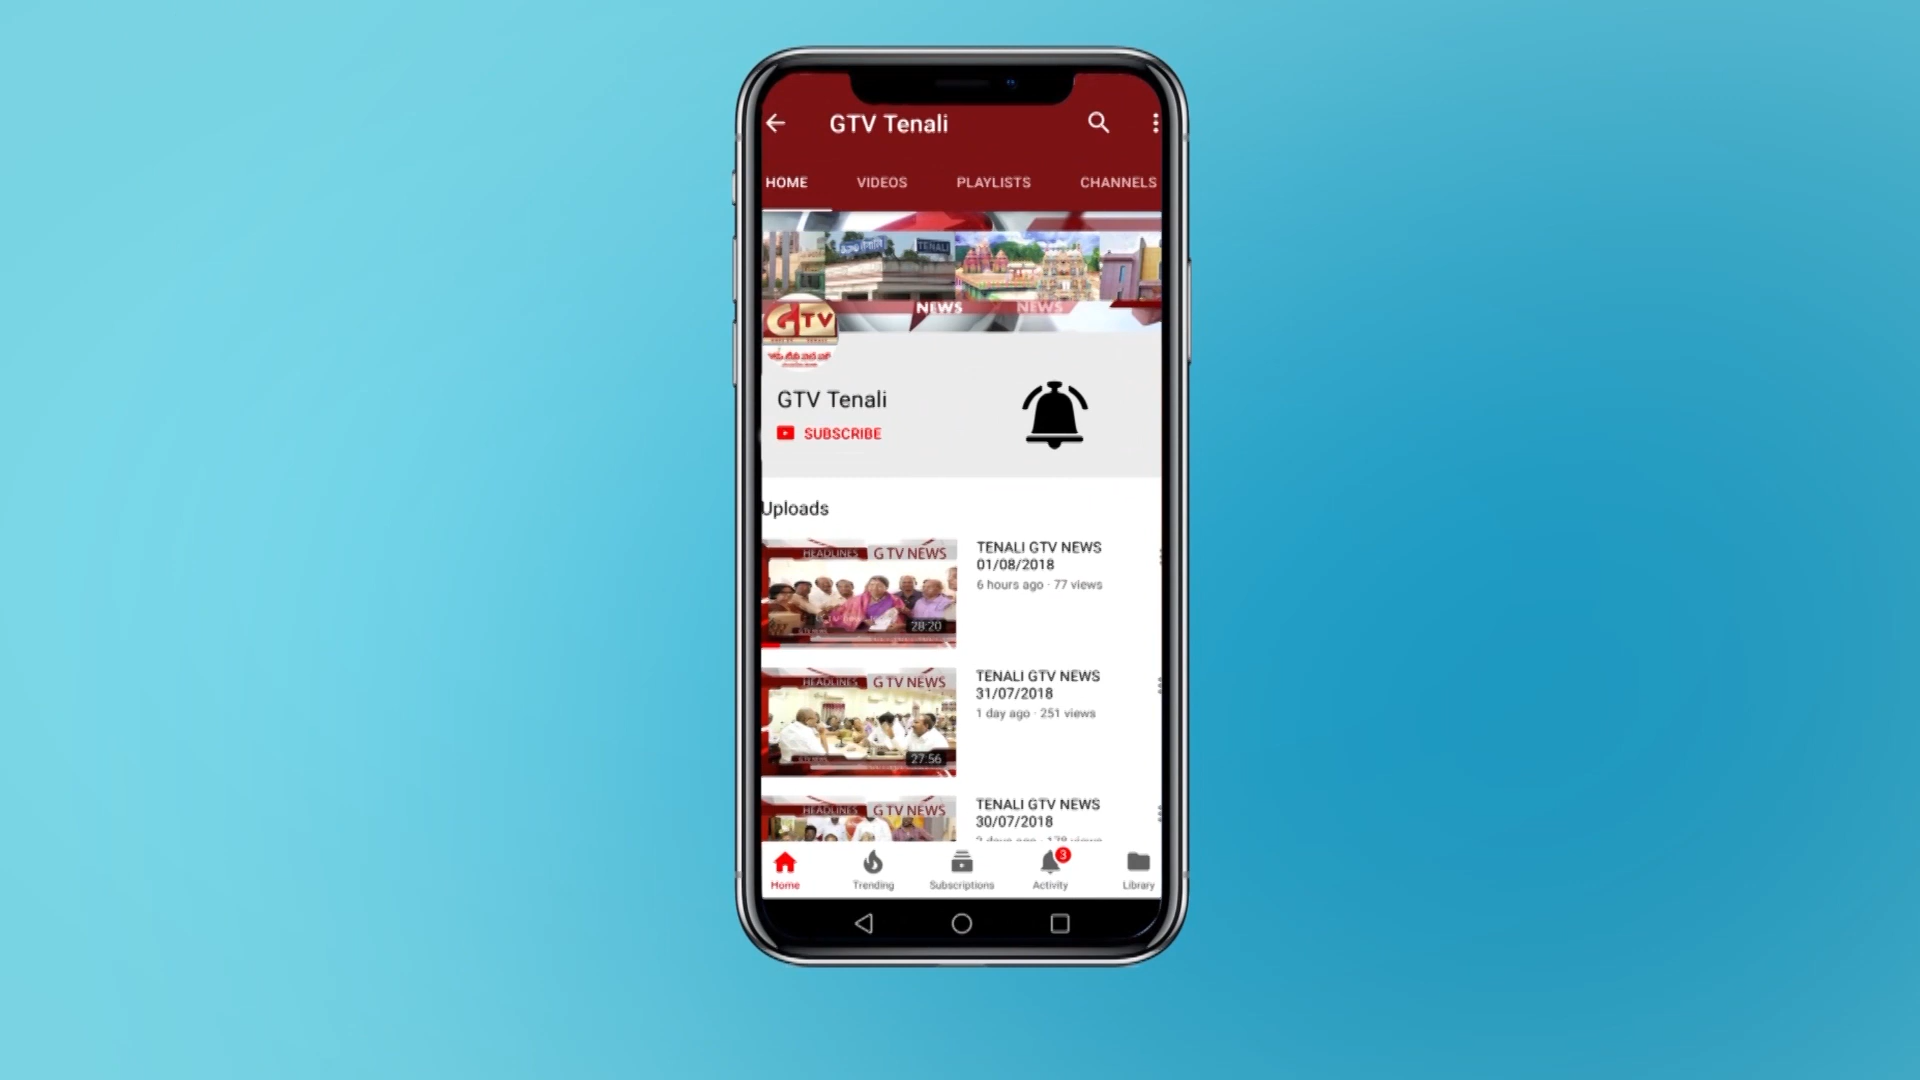 GTV Tenali
HOME VIDEOS PLAYLISTS CHANNELS
TENALI
NEWS NEWS
GTV
GTV Tenali
SUBSCRIBE
Uploads
HEADLINES G TV NEWS
28:20
TENALI GTV NEWS
01/08/2018
6 hours ago · 77 views
HEADLINES G TV NEWS
27:56
TENALI GTV NEWS
31/07/2018
1 day ago · 251 views
HEADLINES G TV NEWS
TENALI GTV NEWS
30/07/2018
3
Home Trending Subscriptions Activity Library